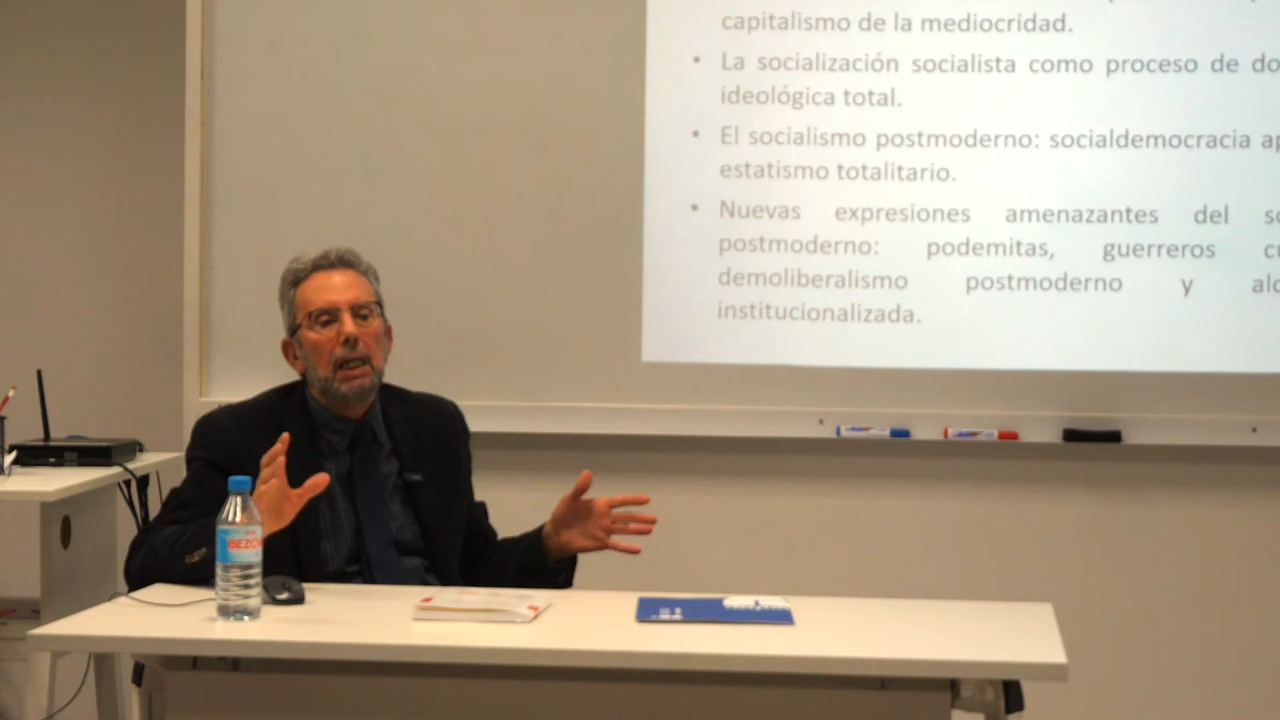 capitalismo de la mediocridad.
• La socialización socialista como proceso de
ideológica total.
• El socialismo postmoderno: socialdemocracia
estatismo totalitario.
• Nuevas expresiones amenazantes del
postmoderno: podemitas, guerreros
demoliberalismo postmoderno y
institucionalizada.